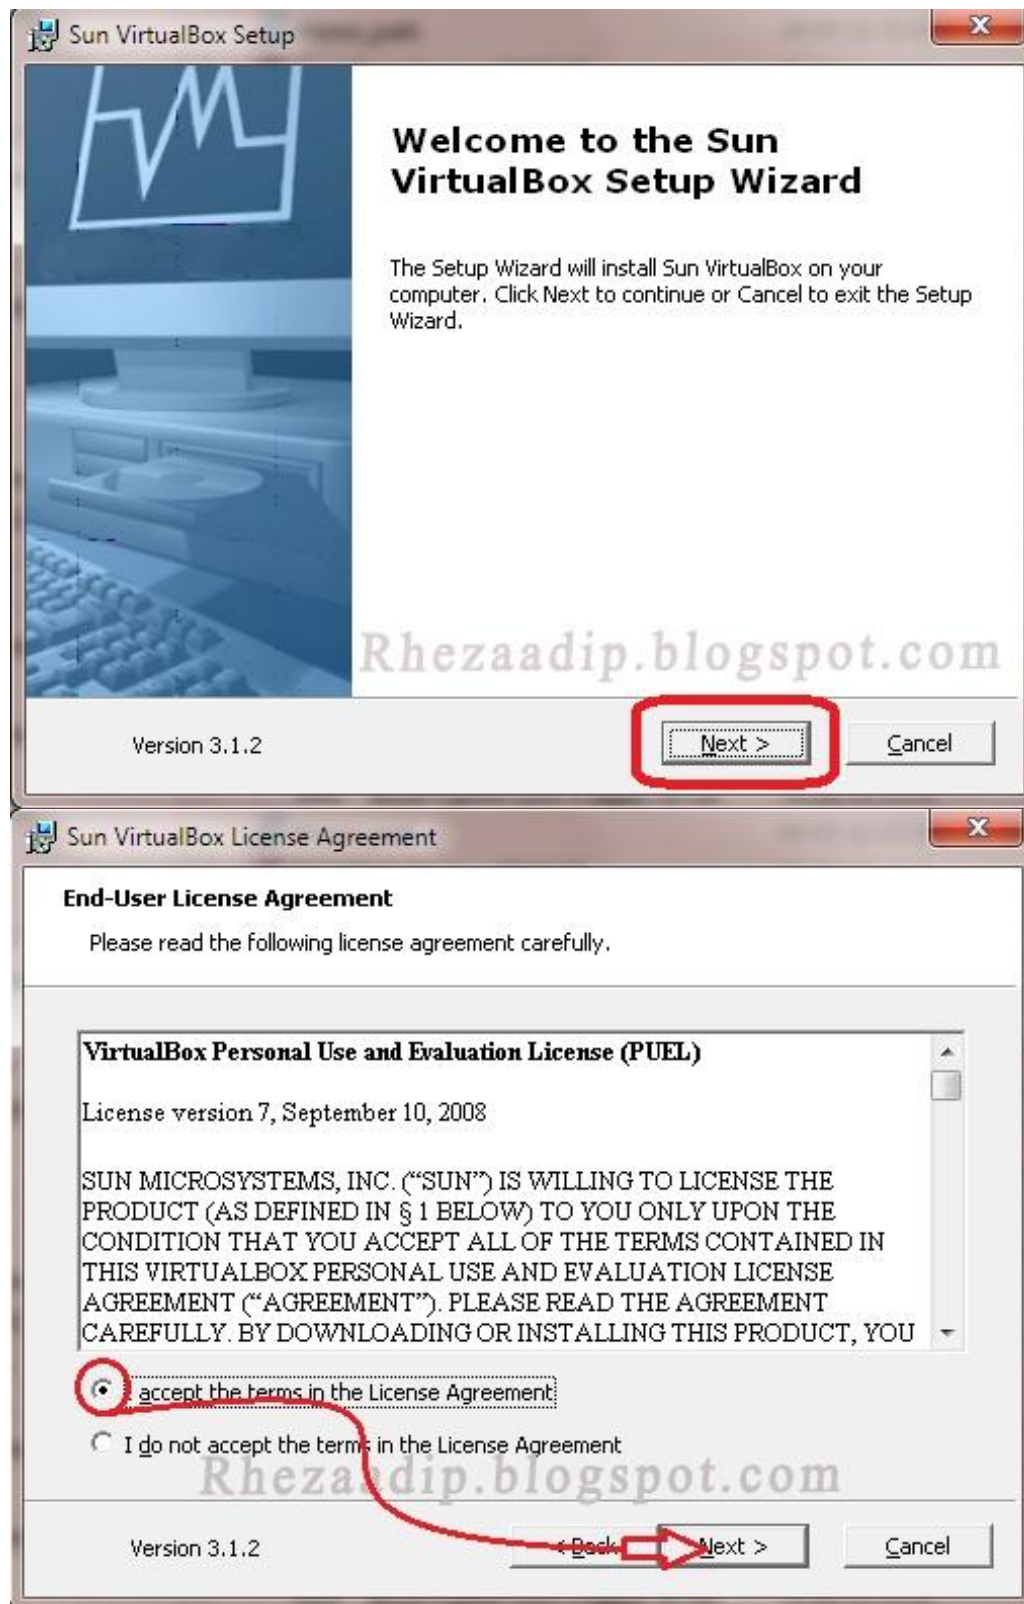 Sun VirtualBox Setup
Welcome to the Sun
VirtualBox Setup Wizard
The Setup Wizard will install Sun VirtualBox on your
computer. Click Next to continue or Cancel to exit the Setup
Wizard.
Rhezaadip.blogspot.com
Version 3.1.2
Next >
Cancel
Sun VirtualBox License Agreement
End-User License Agreement
Please read the following license agreement carefully.
VirtualBox Personal Use and Evaluation License (PUEL)
License version 7, September 10, 2008
SUN MICROSYSTEMS, INC. (“SUN”) IS WILLING TO LICENSE THE
PRODUCT (AS DEFINED IN § 1 BELOW) TO YOU ONLY UPON THE
CONDITION THAT YOU ACCEPT ALL OF THE TERMS CONTAINED IN
THIS VIRTUALBOX PERSONAL USE AND EVALUATION LICENSE
AGREEMENT (“AGREEMENT”). PLEASE READ THE AGREEMENT
CAREFULLY. BY DOWNLOADING OR INSTALLING THIS PRODUCT, YOU
I accept the terms in the License Agreement
I do not accept the terms in the License Agreement
Rhezaadip.blogspot.com
Version 3.1.2
< Back
Next >
Cancel